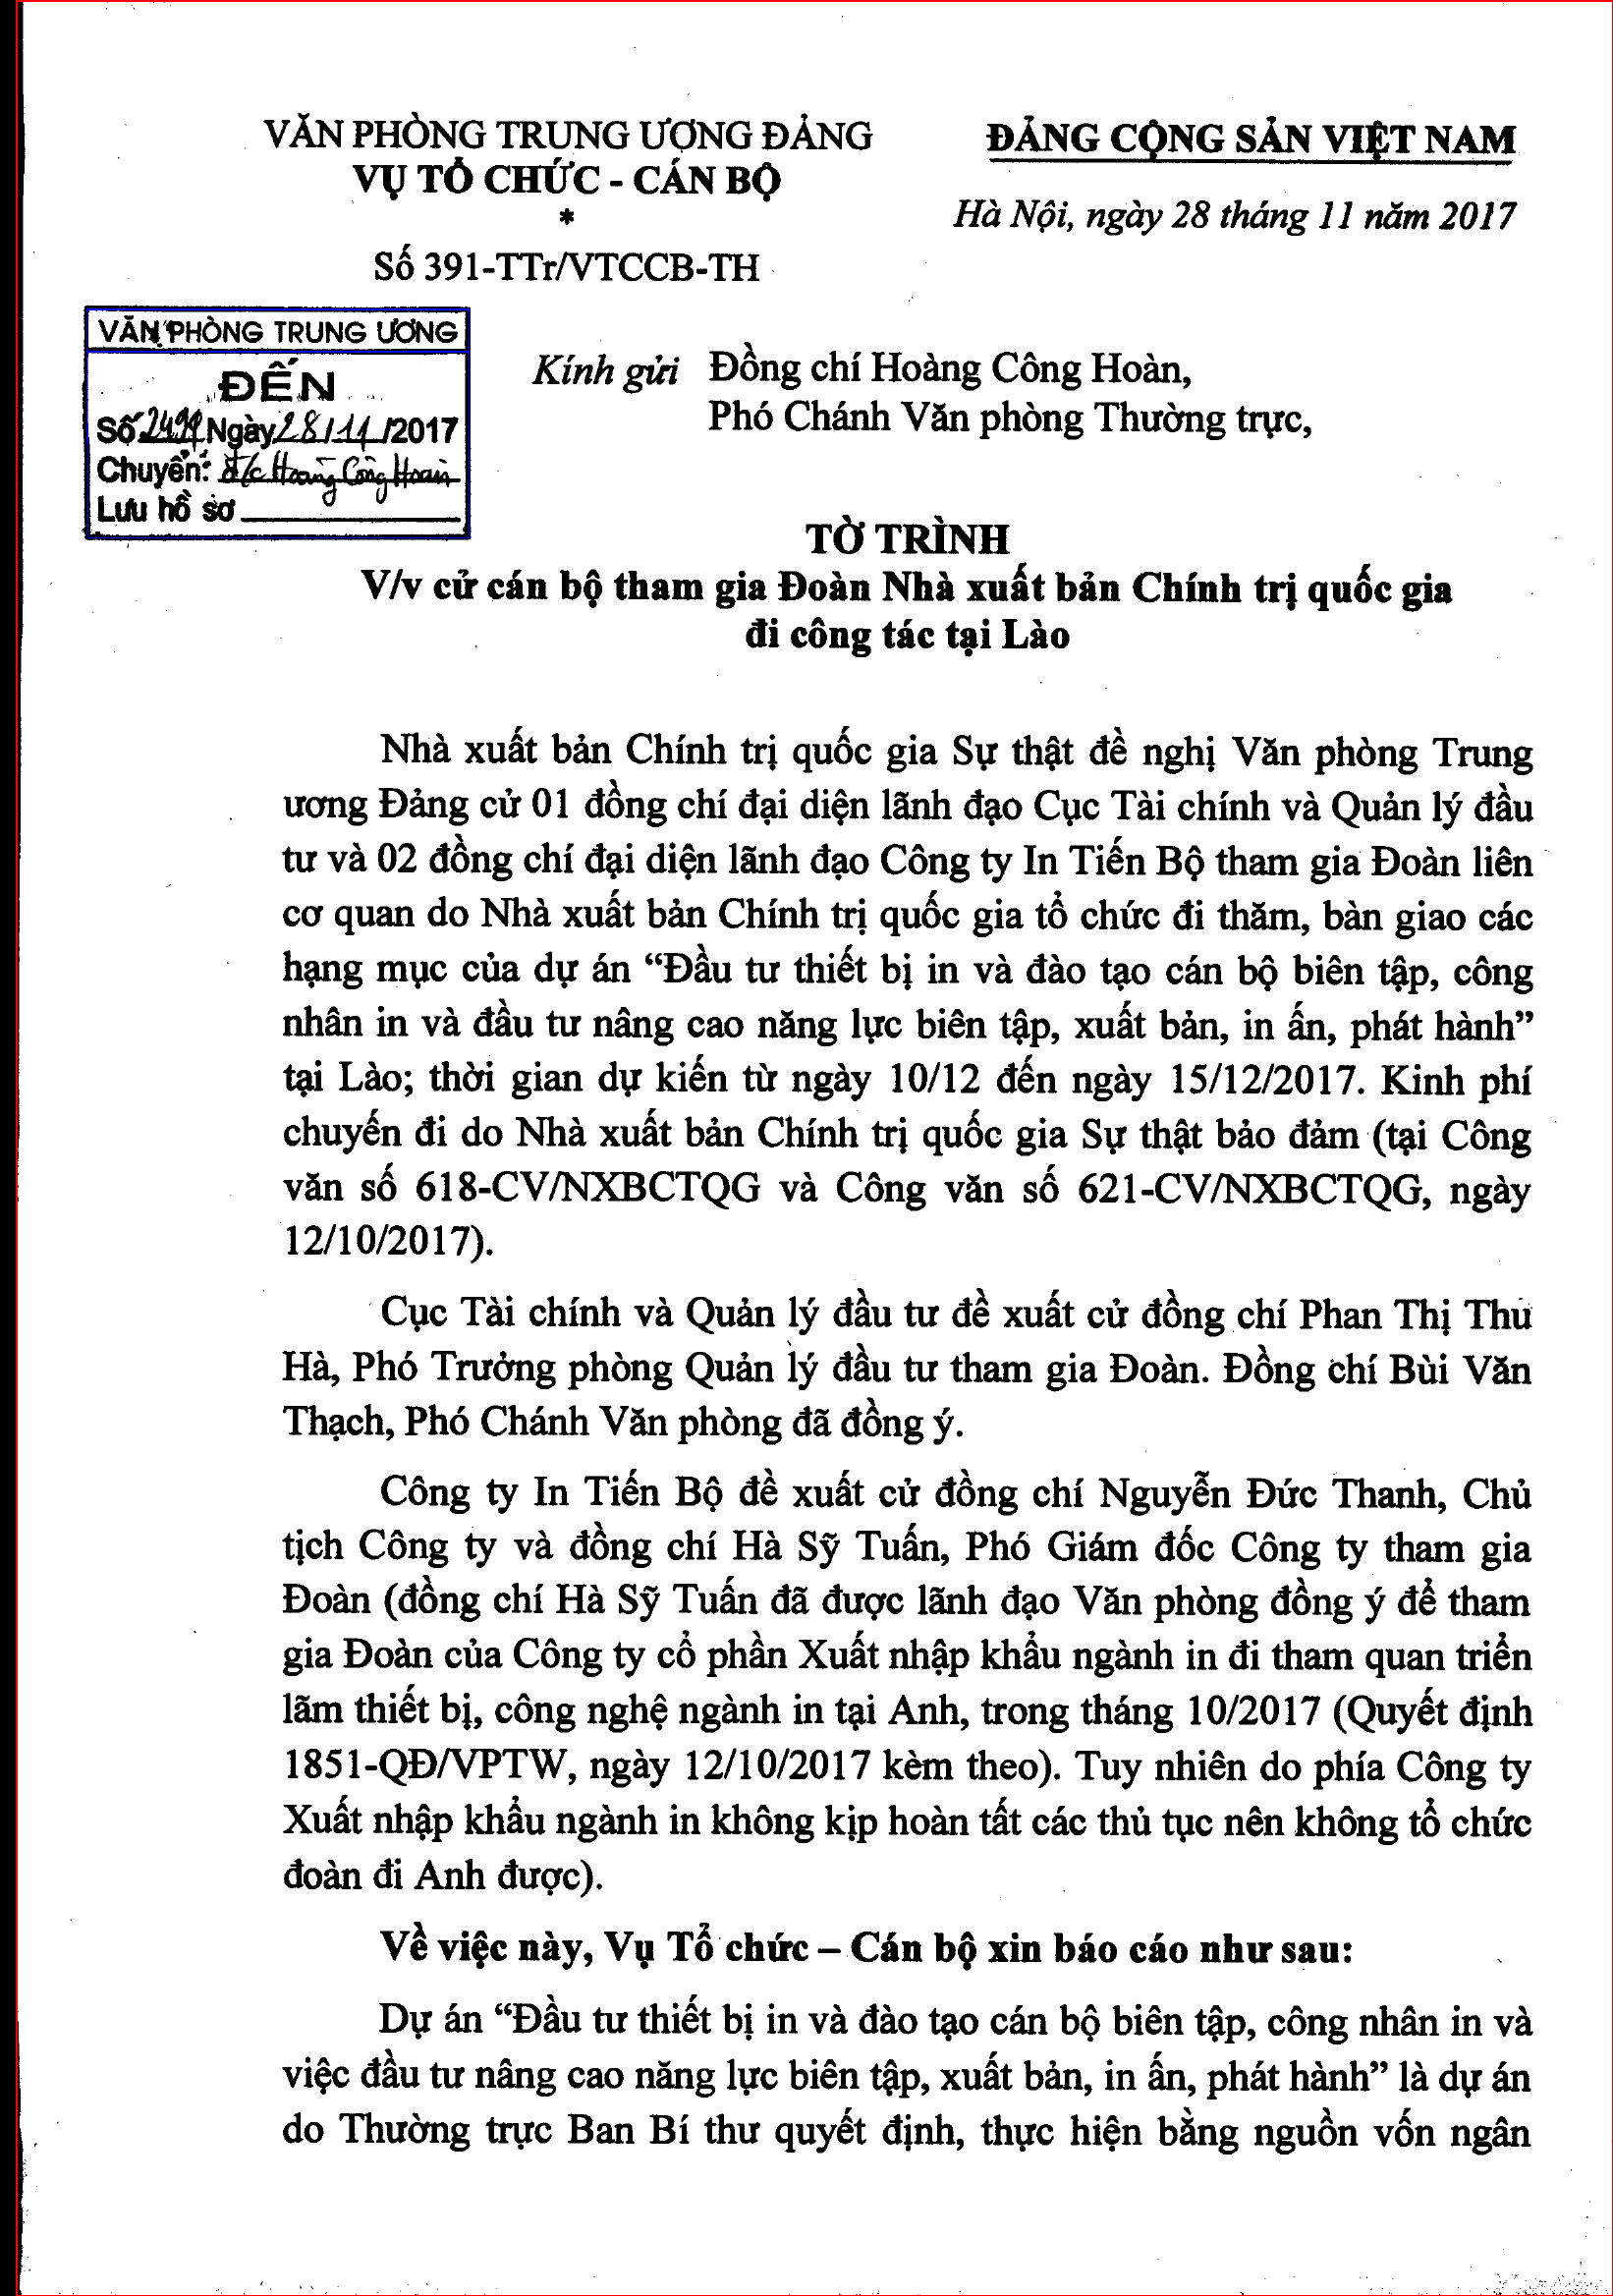 VĂN PHÒNG TRUNG ƯƠNG ĐẢNG
VỤ TỔ CHỨC - CÁN BỘ
*
Số 391-TTr/VTCCB-TH
ĐẢNG CỘNG SẢN VIỆT NAM
Hà Nội, ngày 28 tháng 11 năm 2017
VĂN PHÒNG TRUNG ƯƠNG
ĐẾN
Số Ngày 28/11/2017
Chuyển: Đ/c Hoàng Công Hoàn
Lưu hồ sơ
Kính gửi Đồng chí Hoàng Công Hoàn,
Phó Chánh Văn phòng Thường trực,
TỜ TRÌNH
V/v cử cán bộ tham gia Đoàn Nhà xuất bản Chính trị quốc gia
đi công tác tại Lào
Nhà xuất bản Chính trị quốc gia Sự thật đề nghị Văn phòng Trung
ương Đảng cử 01 đồng chí đại diện lãnh đạo Cục Tài chính và Quản lý đầu
tư và 02 đồng chí đại diện lãnh đạo Công ty In Tiến Bộ tham gia Đoàn liên
cơ quan do Nhà xuất bản Chính trị quốc gia tổ chức đi thăm, bàn giao các
hạng mục của dự án “Đầu tư thiết bị in và đào tạo cán bộ biên tập, công
nhân in và đầu tư nâng cao năng lực biên tập, xuất bản, in ấn, phát hành”
tại Lào; thời gian dự kiến từ ngày 10/12 đến ngày 15/12/2017. Kinh phí
chuyến đi do Nhà xuất bản Chính trị quốc gia Sự thật bảo đảm (tại Công
văn số 618-CV/NXBCTQG và Công văn số 621-CV/NXBCTQG, ngày
12/10/2017).
Cục Tài chính và Quản lý đầu tư đề xuất cử đồng chí Phan Thị Thu
Hà, Phó Trưởng phòng Quản lý đầu tư tham gia Đoàn. Đồng chí Bùi Văn
Thạch, Phó Chánh Văn phòng đã đồng ý.
Công ty In Tiến Bộ đề xuất cử đồng chí Nguyễn Đức Thanh, Chủ
tịch Công ty và đồng chí Hà Sỹ Tuấn, Phó Giám đốc Công ty tham gia
Đoàn (đồng chí Hà Sỹ Tuấn đã được lãnh đạo Văn phòng đồng ý để tham
gia Đoàn của Công ty cổ phần Xuất nhập khẩu ngành in đi tham quan triển
lãm thiết bị, công nghệ ngành in tại Anh, trong tháng 10/2017 (Quyết định
1851-QĐ/VPTW, ngày 12/10/2017 kèm theo). Tuy nhiên do phía Công ty
Xuất nhập khẩu ngành in không kịp hoàn tất các thủ tục nên không tổ chức
đoàn đi Anh được).
Về việc này, Vụ Tổ chức – Cán bộ xin báo cáo như sau:
Dự án “Đầu tư thiết bị in và đào tạo cán bộ biên tập, công nhân in và
việc đầu tư nâng cao năng lực biên tập, xuất bản, in ấn, phát hành” là dự án
do Thường trực Ban Bí thư quyết định, thực hiện bằng nguồn vốn ngân